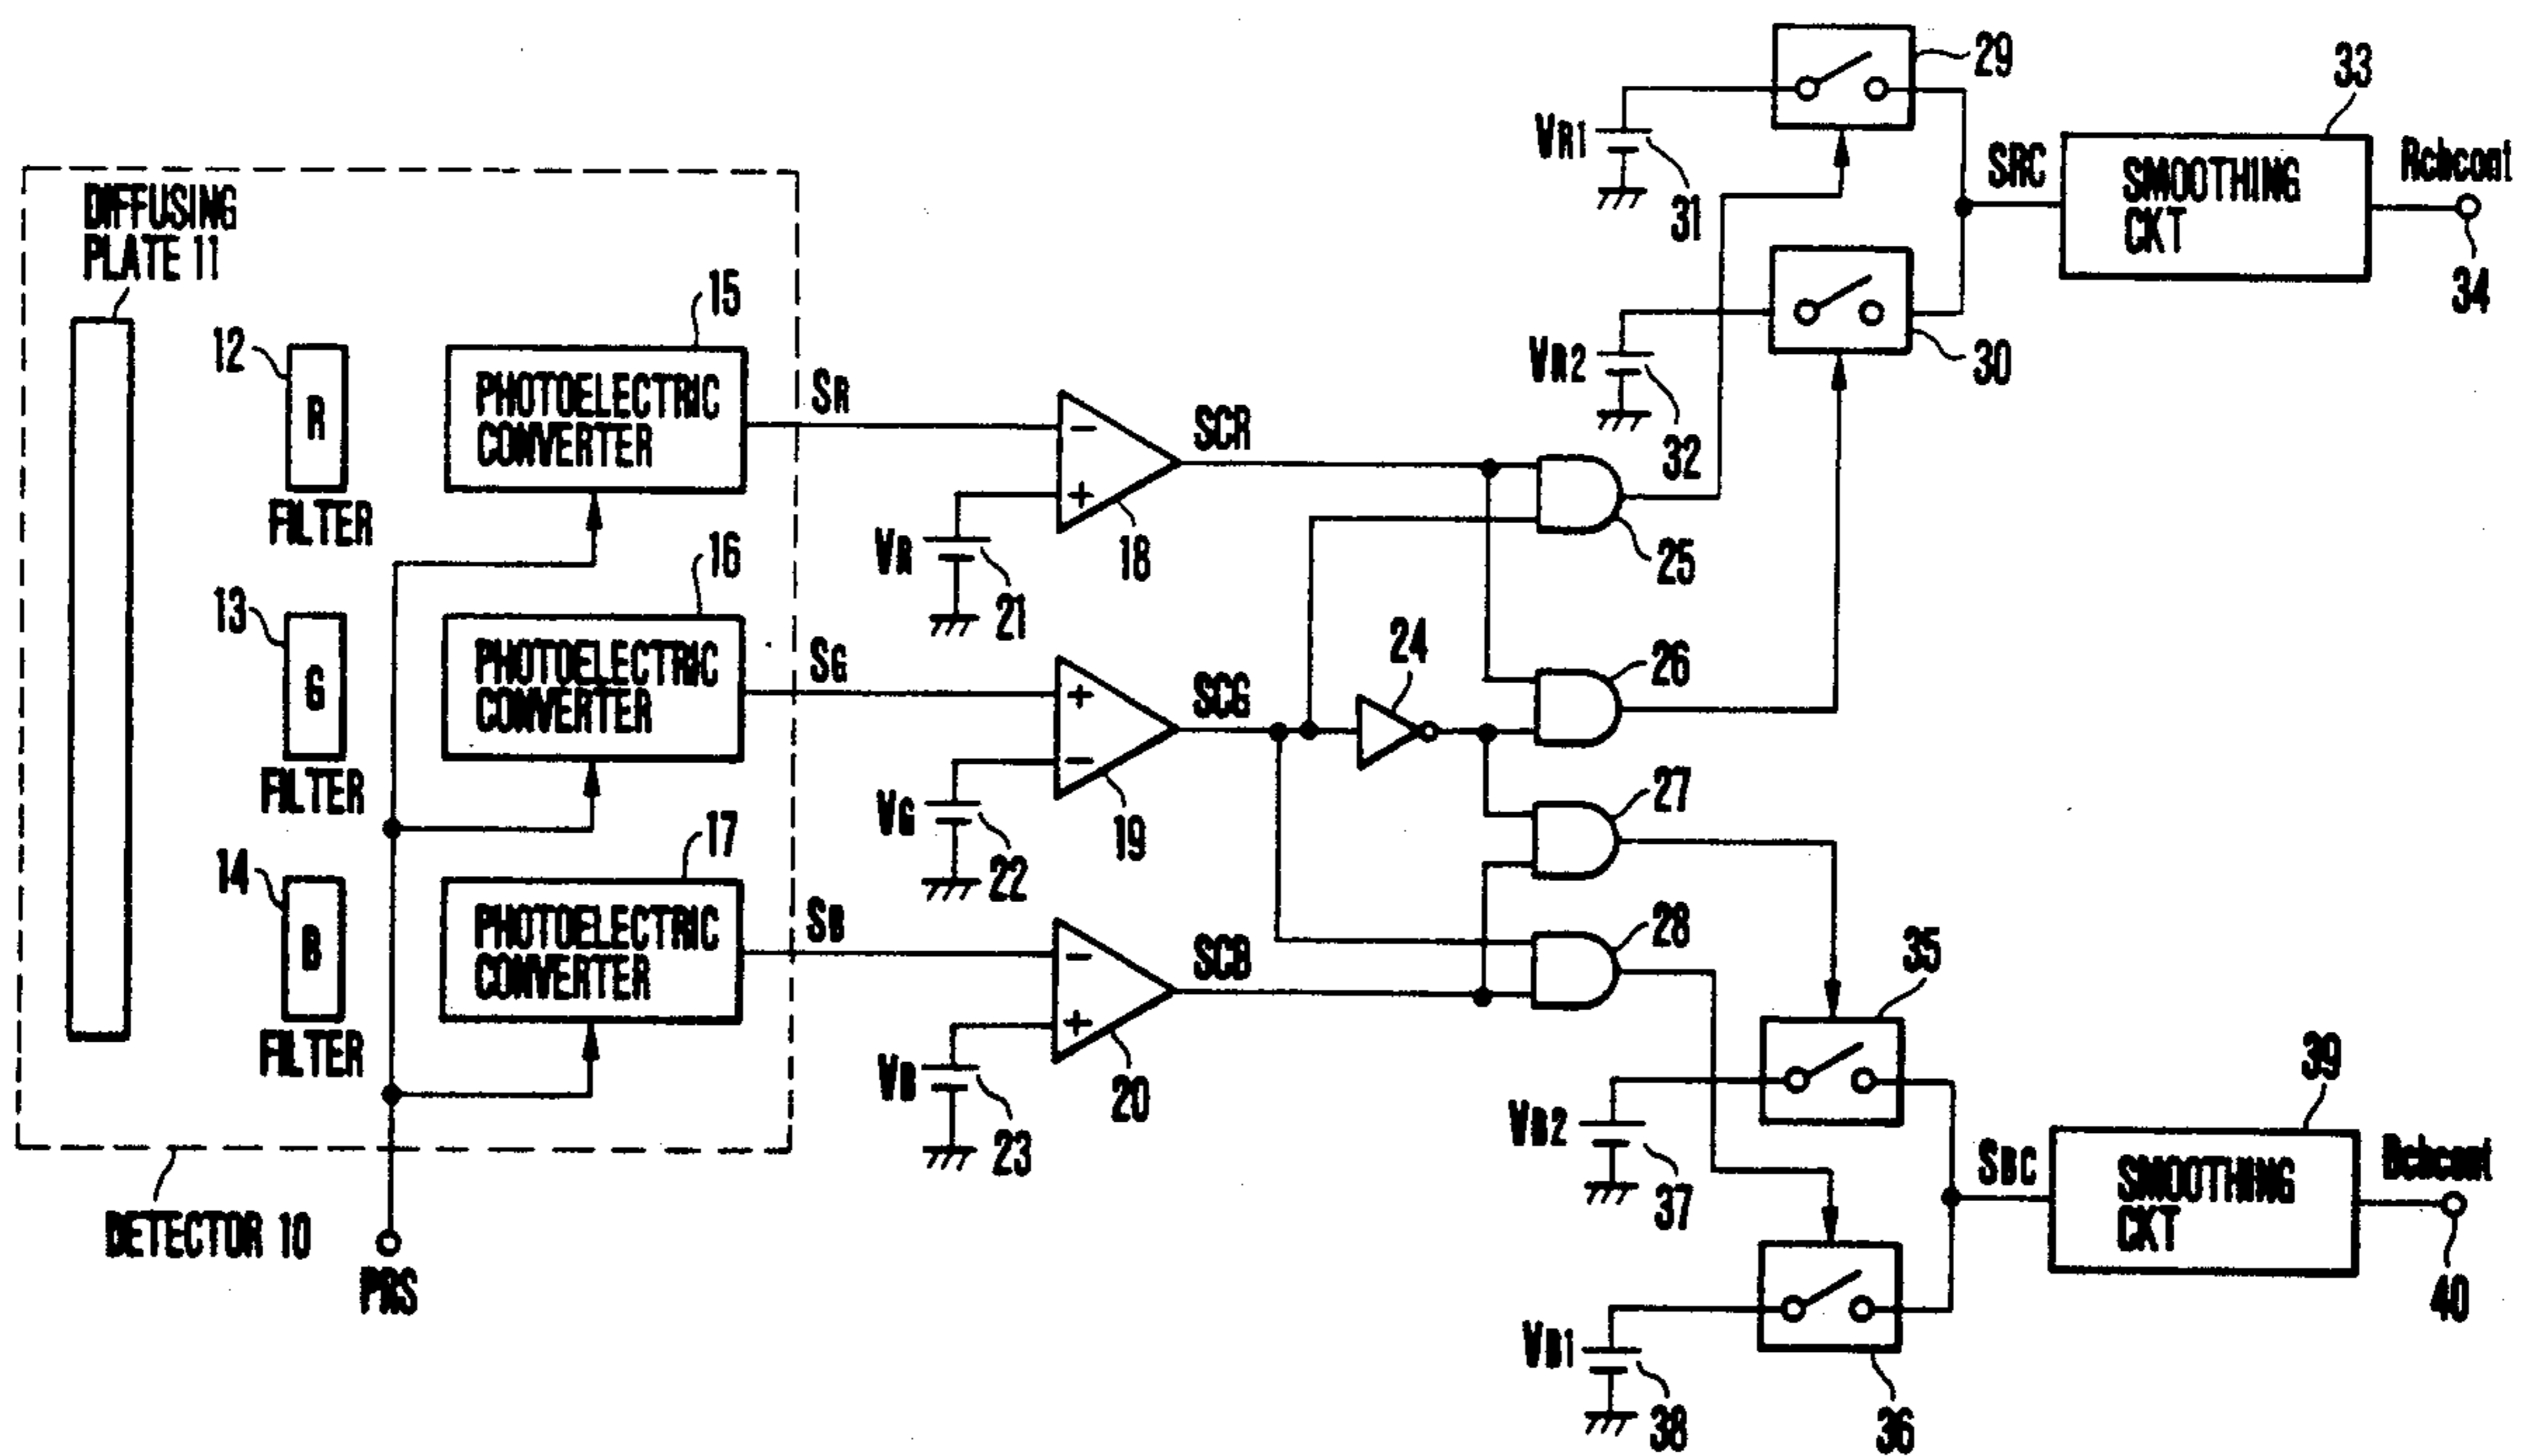 DIFFUSING
PLATE 11
12
R
FILTER
13
G
FILTER
14
B
FILTER
15
PHOTOELECTRIC
CONVERTER
16
PHOTOELECTRIC
CONVERTER
17
PHOTOELECTRIC
CONVERTER
DETECTOR 10
PRS
SR
SG
SB
-
+
18
VR
21
+
-
19
VG
22
-
+
20
VB
23
SCR
SCG
SCB
24
25
26
27
28
29
VR1
31
30
VR2
32
SRC
33
SMOOTHING
CKT
Rchcont
34
35
VB2
37
36
VB1
38
SBC
39
SMOOTHING
CKT
Bchcont
40